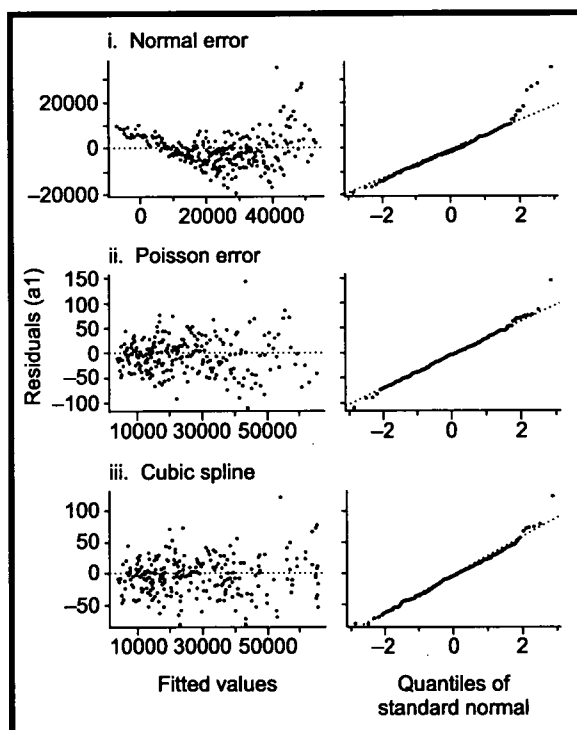 i. Normal error
20000
0
−20000
0 20000 40000
−2 0 2
ii. Poisson error
150
100
50
0
−50
−100
10000 30000 50000
−2 0 2
Residuals (a1)
iii. Cubic spline
100
50
0
−50
10000 30000 50000
−2 0 2
Fitted values
Quantiles of
standard normal